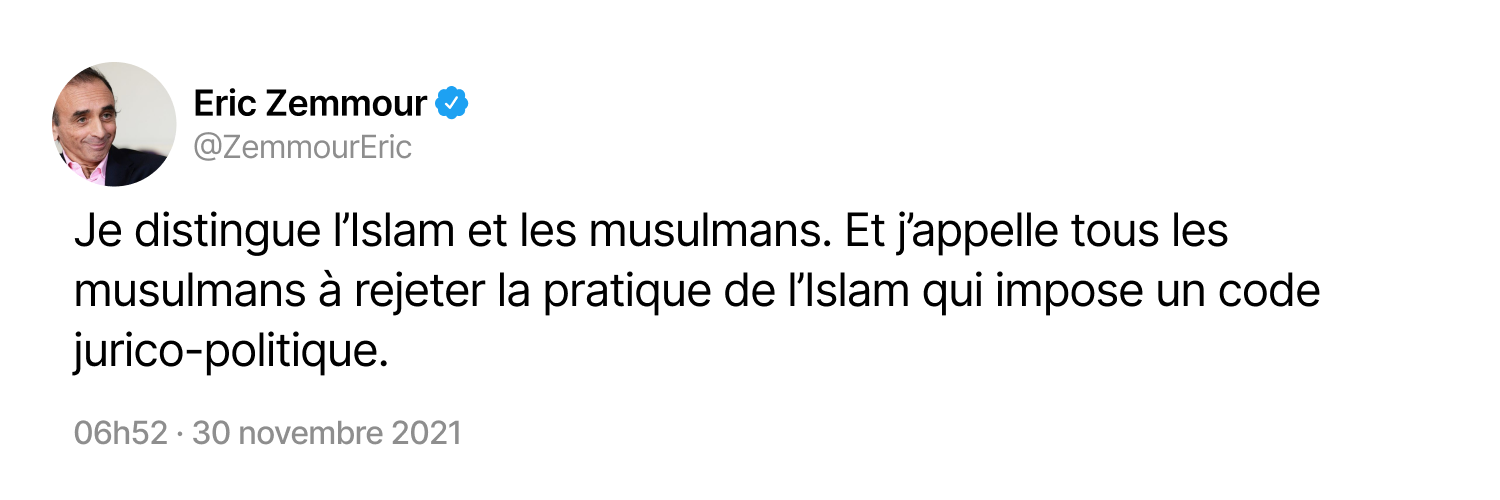 Eric Zemmour
@ZemmourEric
Je distingue l’Islam et les musulmans. Et j’appelle tous les
musulmans à rejeter la pratique de l’Islam qui impose un code
jurico-politique.
06h52 · 30 novembre 2021